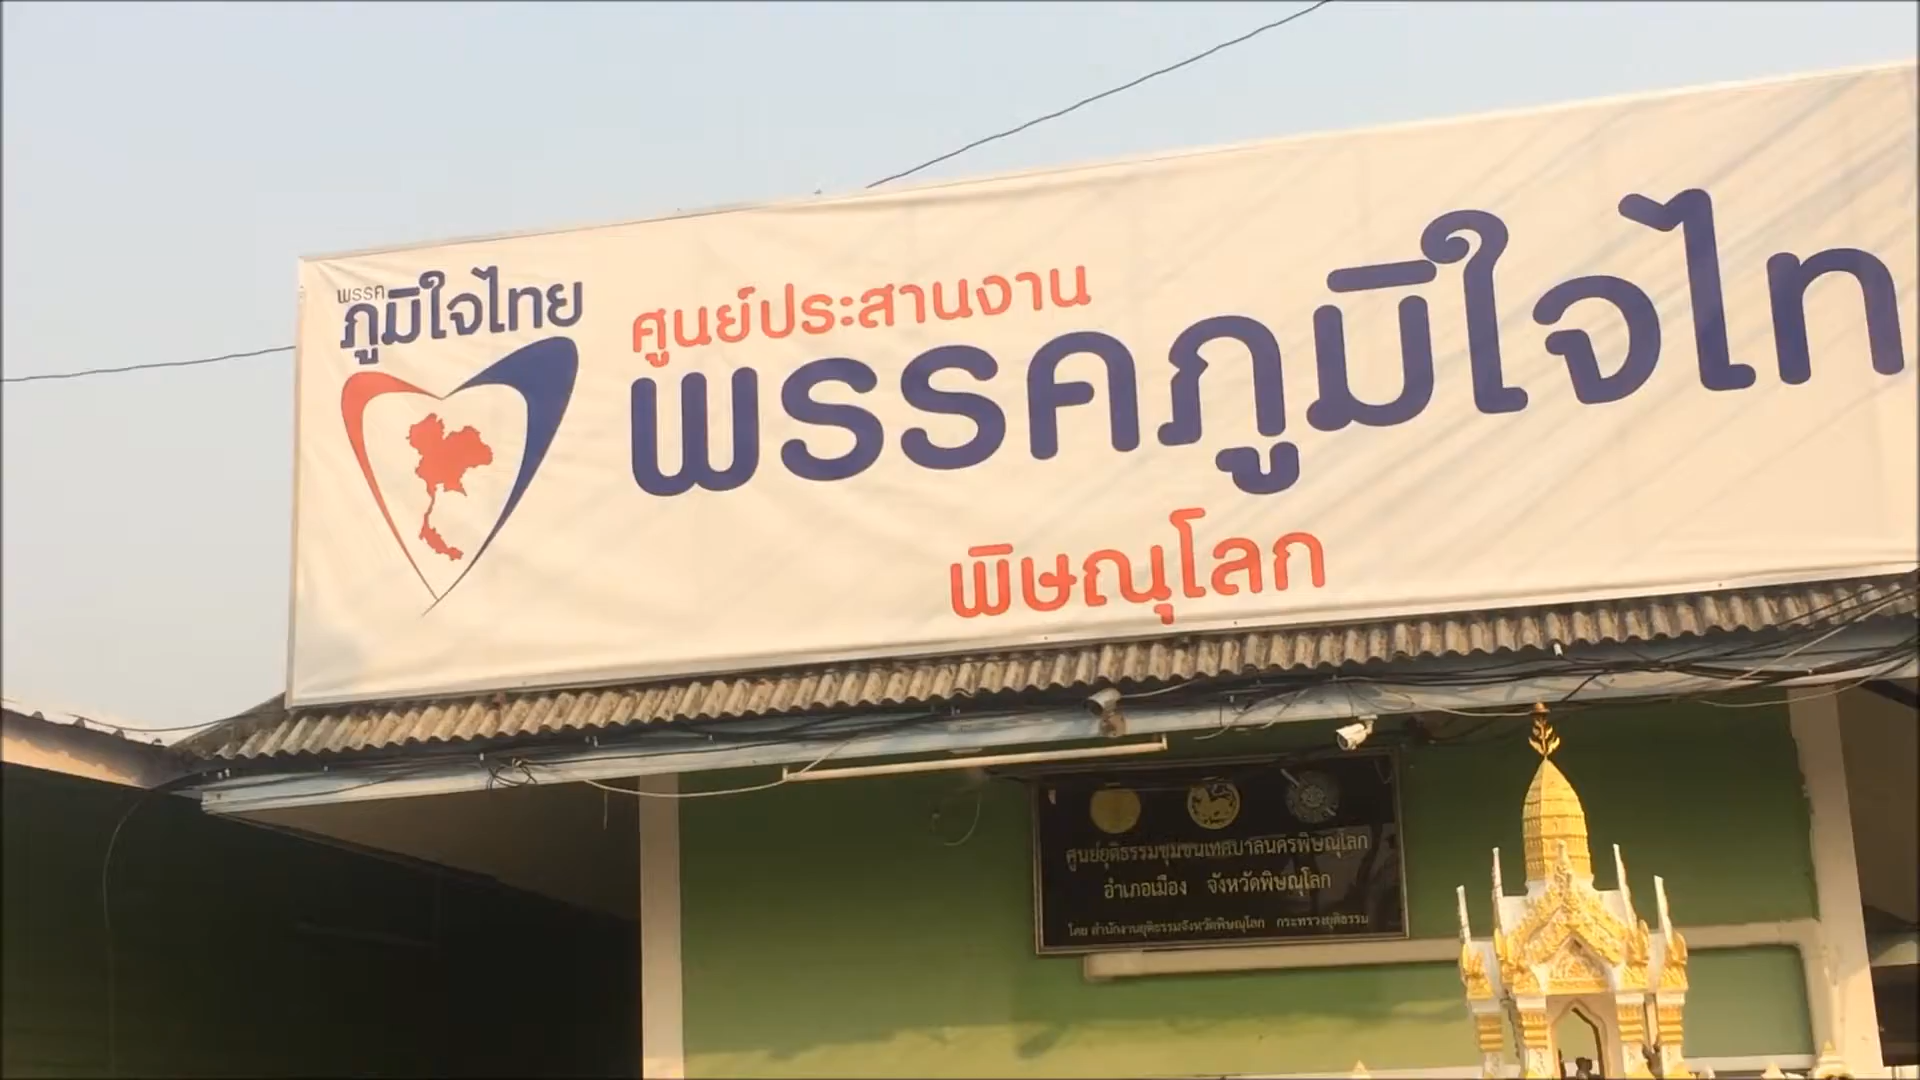 พรรค
ภูมิใจไทย
ศูนย์ประสานงาน
พรรคภูมิใจไท
พิษณุโลก
ศูนย์ยุติธรรมชุมชนเทศบาลนครพิษณุโลก
อำเภอเมือง จังหวัดพิษณุโลก
โดย สำนักงานยุติธรรมจังหวัดพิษณุโลก กระทรวงยุติธรรม